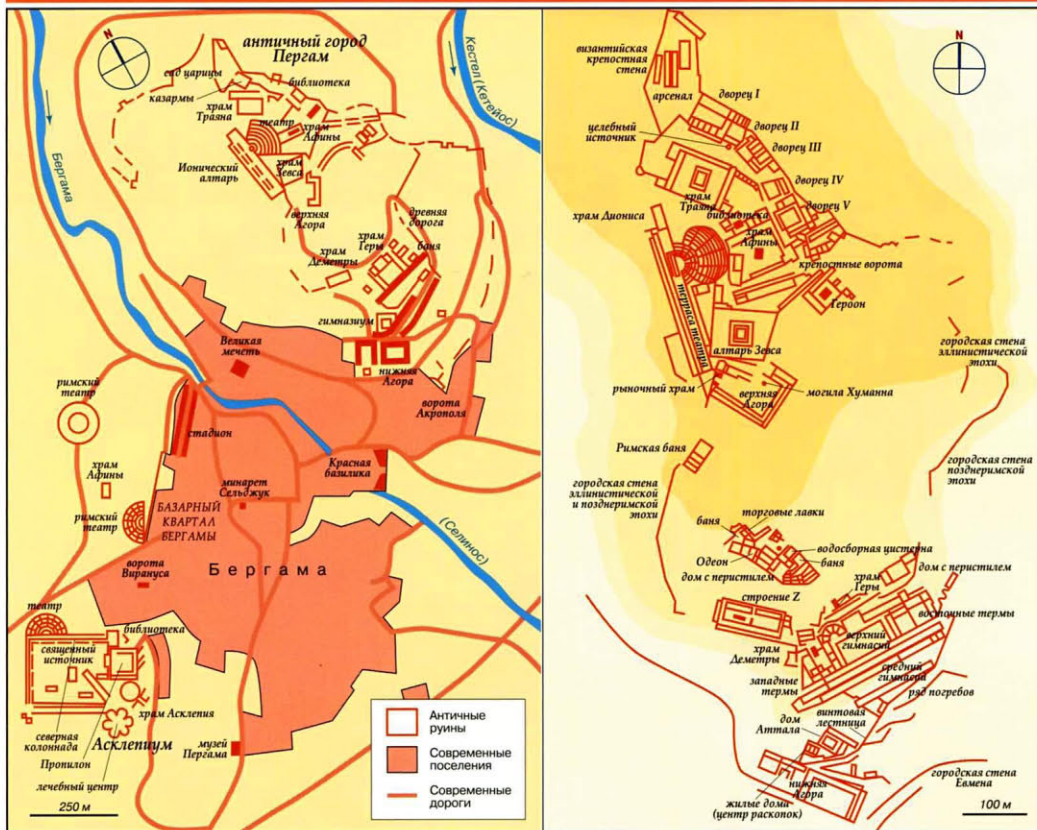 N
античный город
Пергам
сад царицы
казармы
библиотека
храм
Траяна
театр
храм
Афины
Ионический
алтарь
храм
Зевса
верхняя
Агора
древняя
дорога
храм
Геры
баня
храм
Деметры
гимназиум
нижняя
Агора
ворота
Акрополя
Кестел (Кетейос)
Бергама
Великая
мечеть
римский
театр
стадион
храм
Афины
Красная
базилика
минарет
Сельджук
римский
театр
БАЗАРНЫЙ
КВАРТАЛ
БЕРГАМЫ
(Селинос)
ворота
Вирануса
Бергама
театр
библиотека
священный
источник
храм Асклепия
северная
колоннада
Асклепиум
Пропилон
лечебный центр
музей
Пергама
250 м
Античные
руины
Современные
поселения
Современные
дороги
N
византийская
крепостная
стена
арсенал
дворец I
дворец II
целебный
источник
дворец III
дворец IV
дворец V
храм
Траяна
храм Диониса
библиотека
храм
Афины
крепостные ворота
Героон
терраса театра
алтарь Зевса
городская стена
эллинистической
эпохи
рыночный храм
верхняя
Агора
могила Хуманна
Римская баня
городская стена
позднеримской
эпохи
городская стена
эллинистической
и позднеримской
эпохи
торговые лавки
баня
водосборная цистерна
Одеон
баня
дом с перистилем
храм
Геры
дом с перистилем
строение Z
восточные термы
верхний
гимнасий
храм
Деметры
средний
гимнасий
западные
термы
ряд погребов
винтовая
лестница
дом
Аттала
нижняя
Агора
городская стена
Евмена
жилые дома
(центр раскопок)
100 м